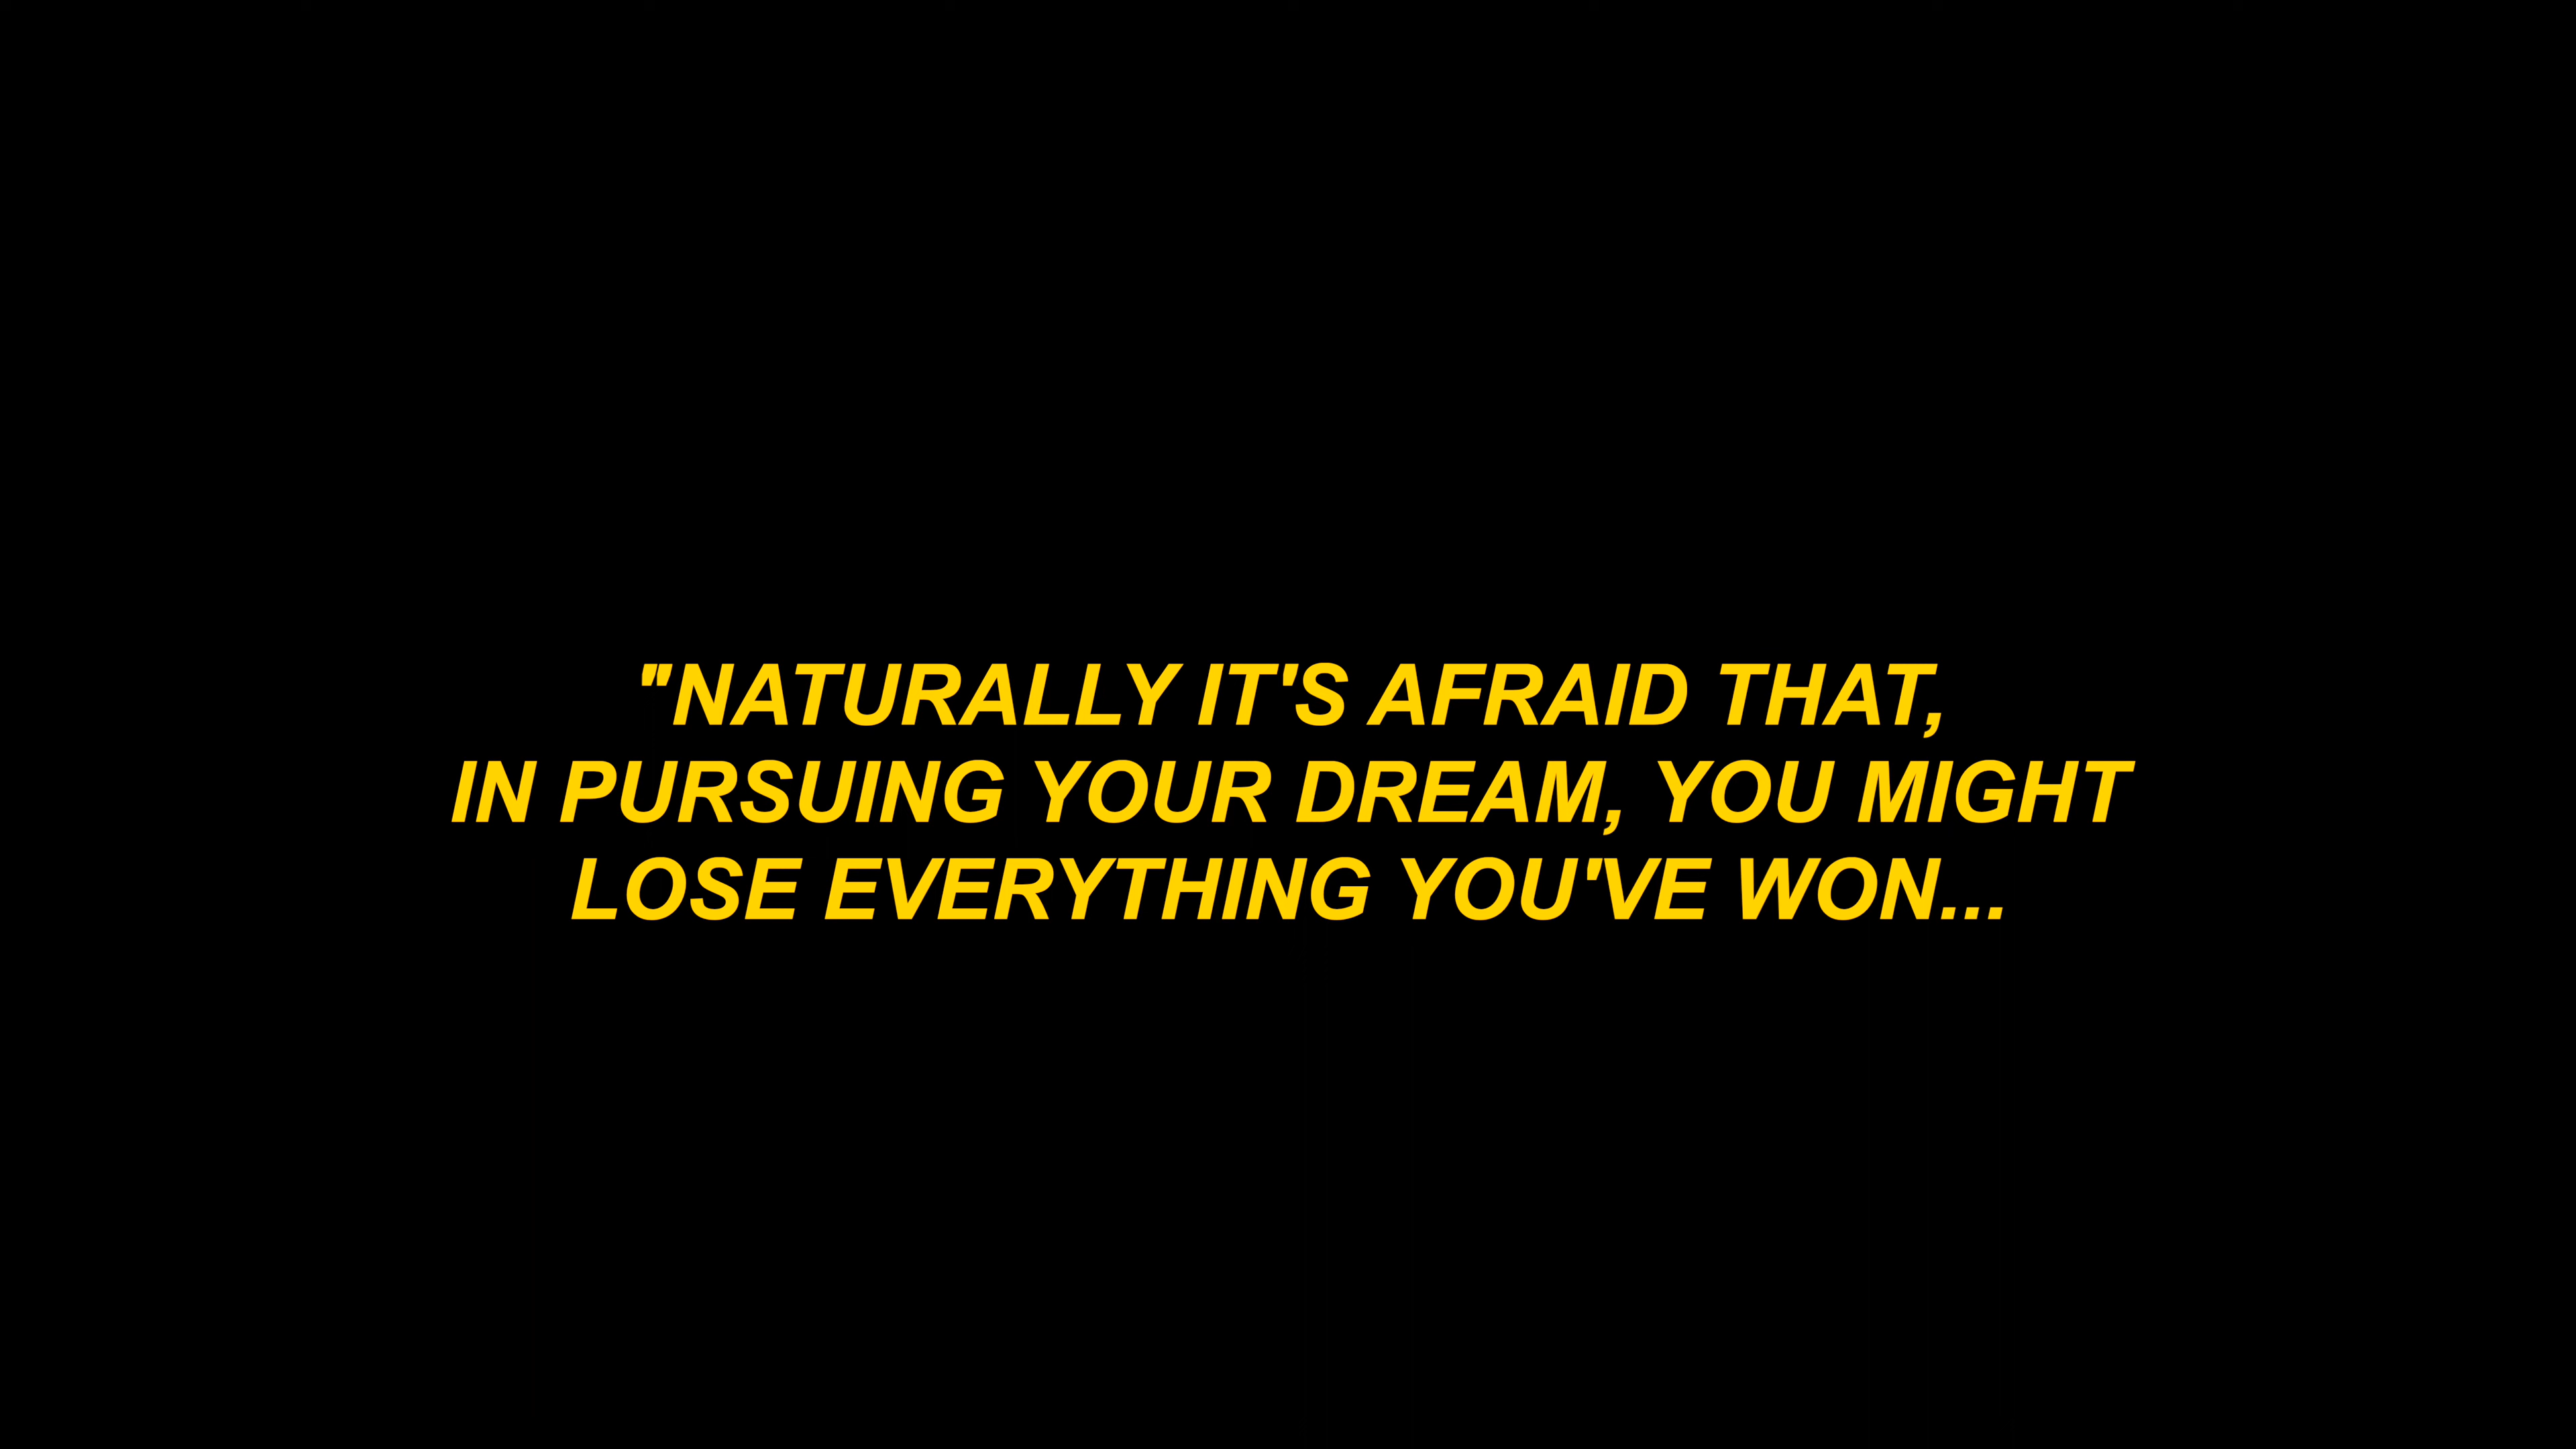 "NATURALLY IT'S AFRAID THAT,
IN PURSUING YOUR DREAM, YOU MIGHT
LOSE EVERYTHING YOU'VE WON...